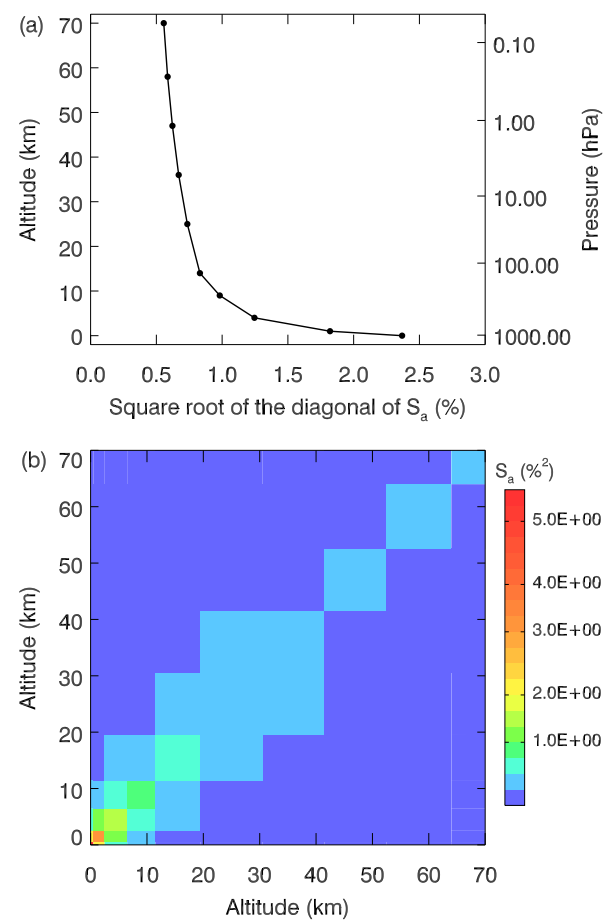 (a)
70
60
50
40
30
20
10
0
Altitude (km)
0.10
1.00
10.00
100.00
1000.00
Pressure (hPa)
0.0 0.5 1.0 1.5 2.0 2.5 3.0
Square root of the diagonal of Sa (%)
(b)
70
60
50
40
30
20
10
0
Altitude (km)
0 10 20 30 40 50 60 70
Altitude (km)
Sa (%²)
5.0E+00
4.0E+00
3.0E+00
2.0E+00
1.0E+00